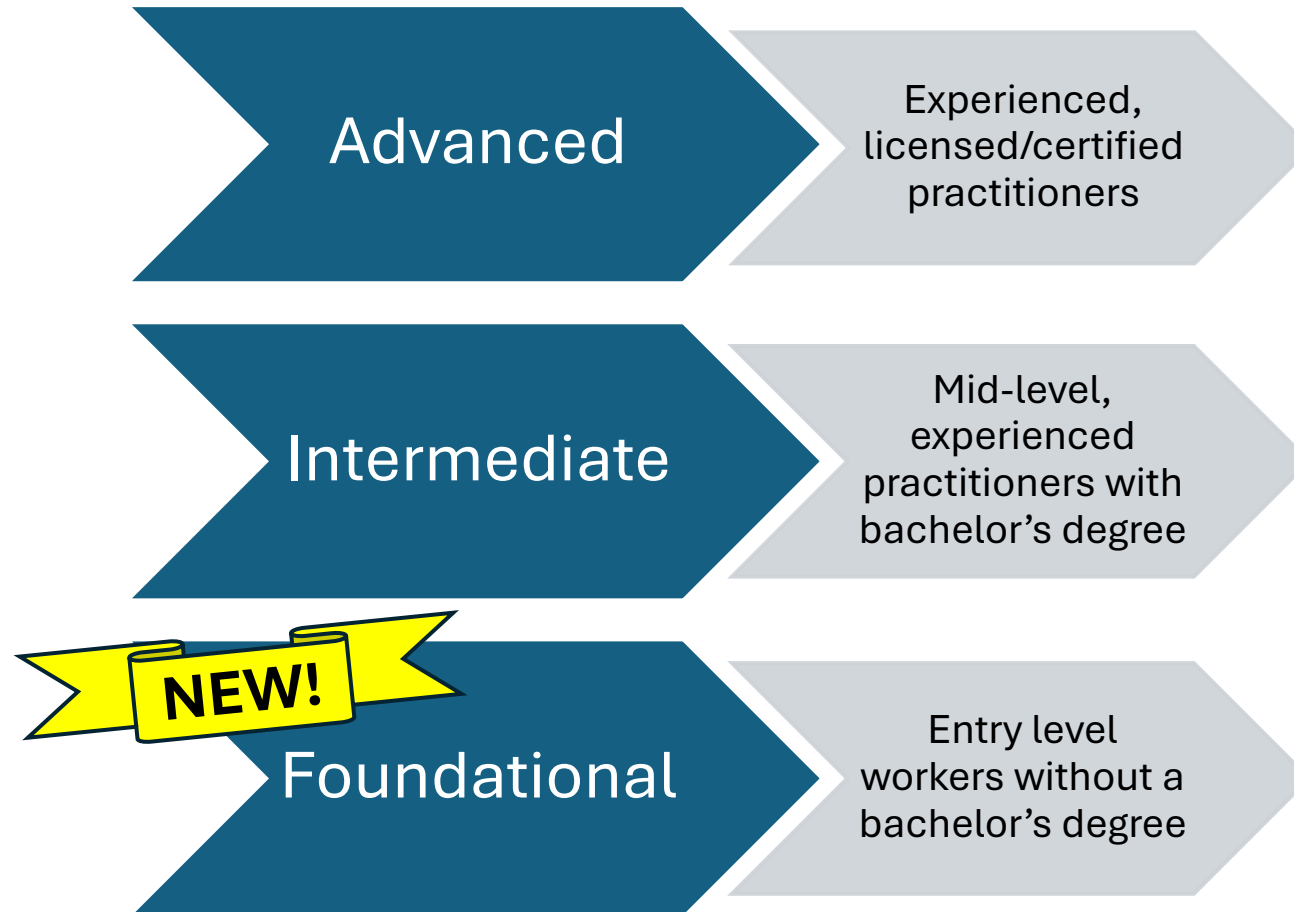 Advanced
Experienced,
licensed/certified
practitioners
Intermediate
Mid-level,
experienced
practitioners with
bachelor’s degree
NEW!
Foundational
Entry level
workers without a
bachelor’s degree